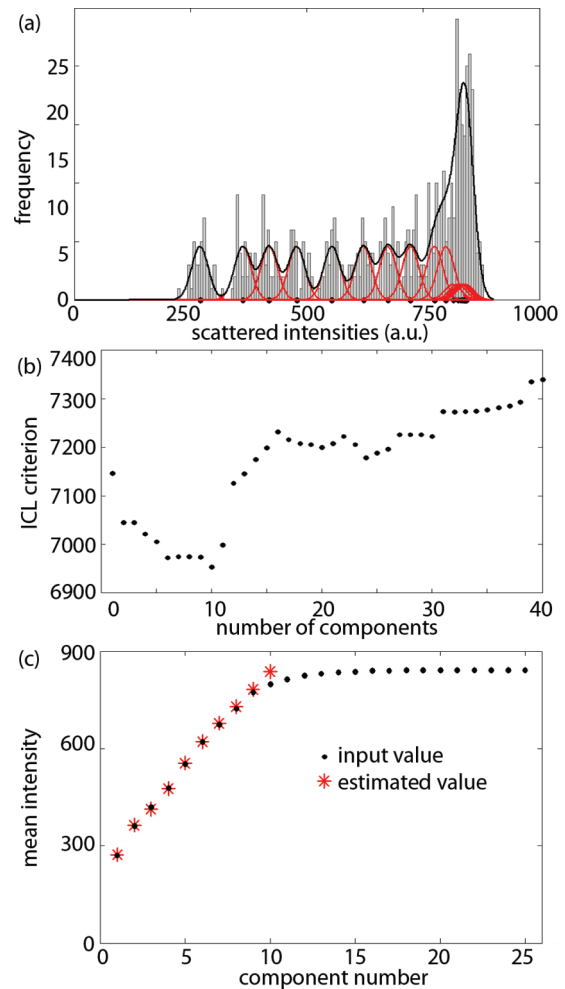 (a)
25
20
15
10
5
0
frequency
0 250 500 750 1000
scattered intensities (a.u.)
(b)
7400
7300
7200
7100
7000
6900
ICL criterion
0 10 20 30 40
number of components
(c)
900
600
300
0
mean intensity
input value
estimated value
0 5 10 15 20 25
component number